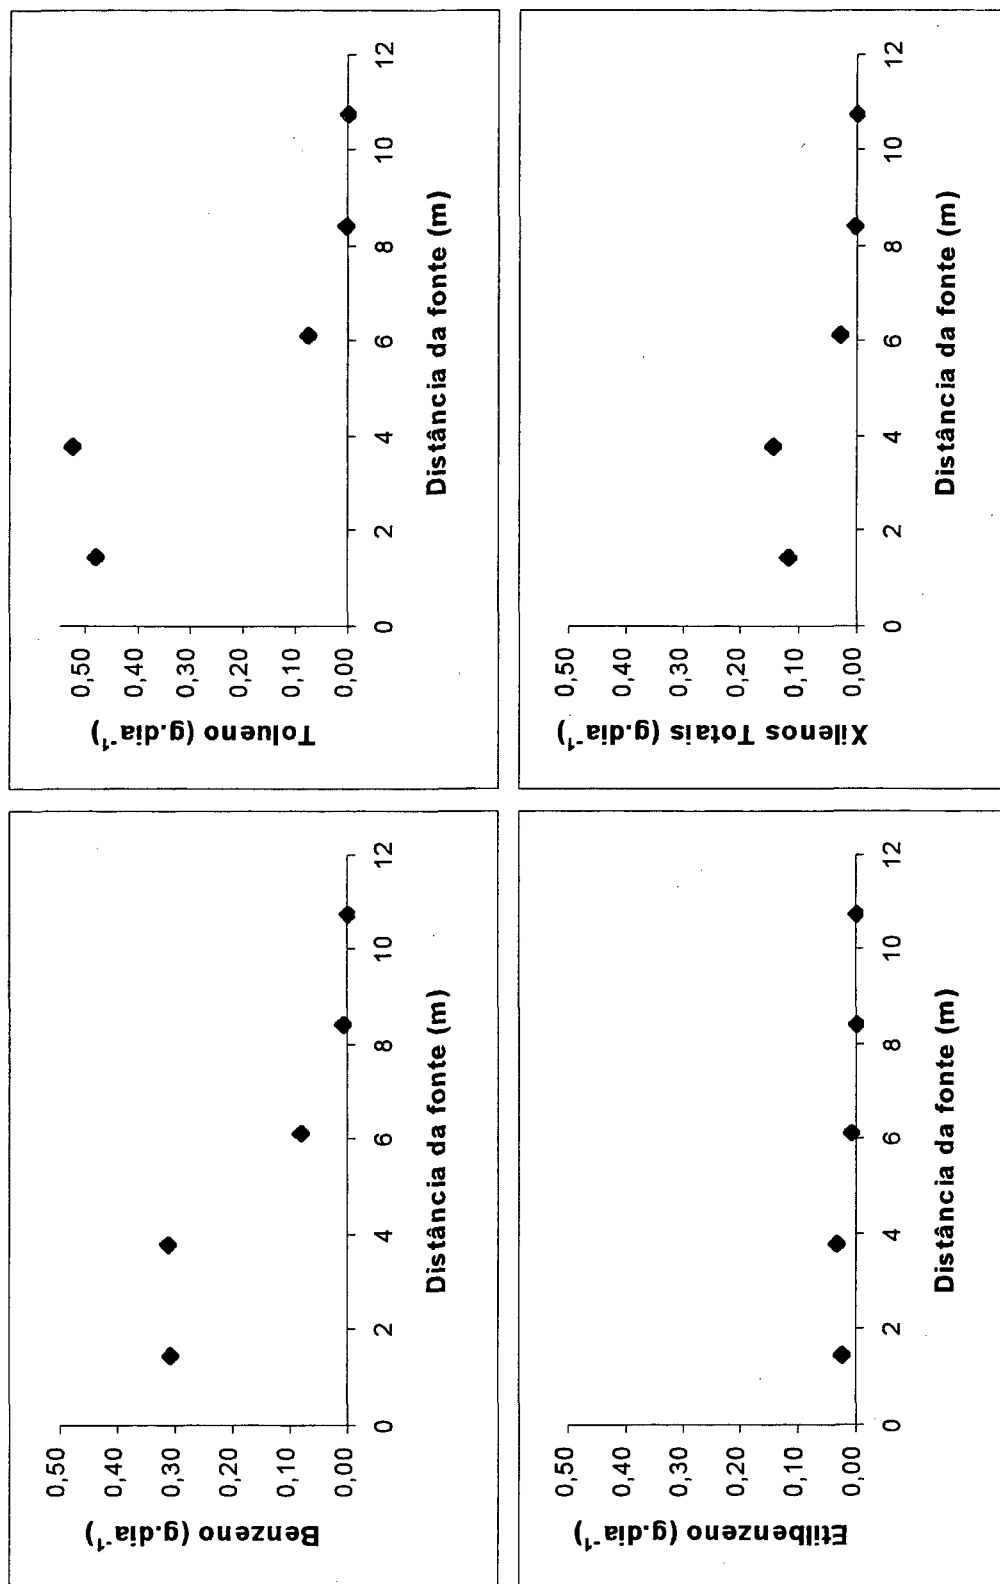 Benzeno (g.dia⁻¹)
0,50
0,40
0,30
0,20
0,10
0,00
0 2 4 6 8 10 12
Distância da fonte (m)
Tolueno (g.dia⁻¹)
0,50
0,40
0,30
0,20
0,10
0,00
0 2 4 6 8 10 12
Distância da fonte (m)
Etilbenzeno (g.dia⁻¹)
0,50
0,40
0,30
0,20
0,10
0,00
0 2 4 6 8 10 12
Distância da fonte (m)
Xilenos Totais (g.dia⁻¹)
0,50
0,40
0,30
0,20
0,10
0,00
0 2 4 6 8 10 12
Distância da fonte (m)